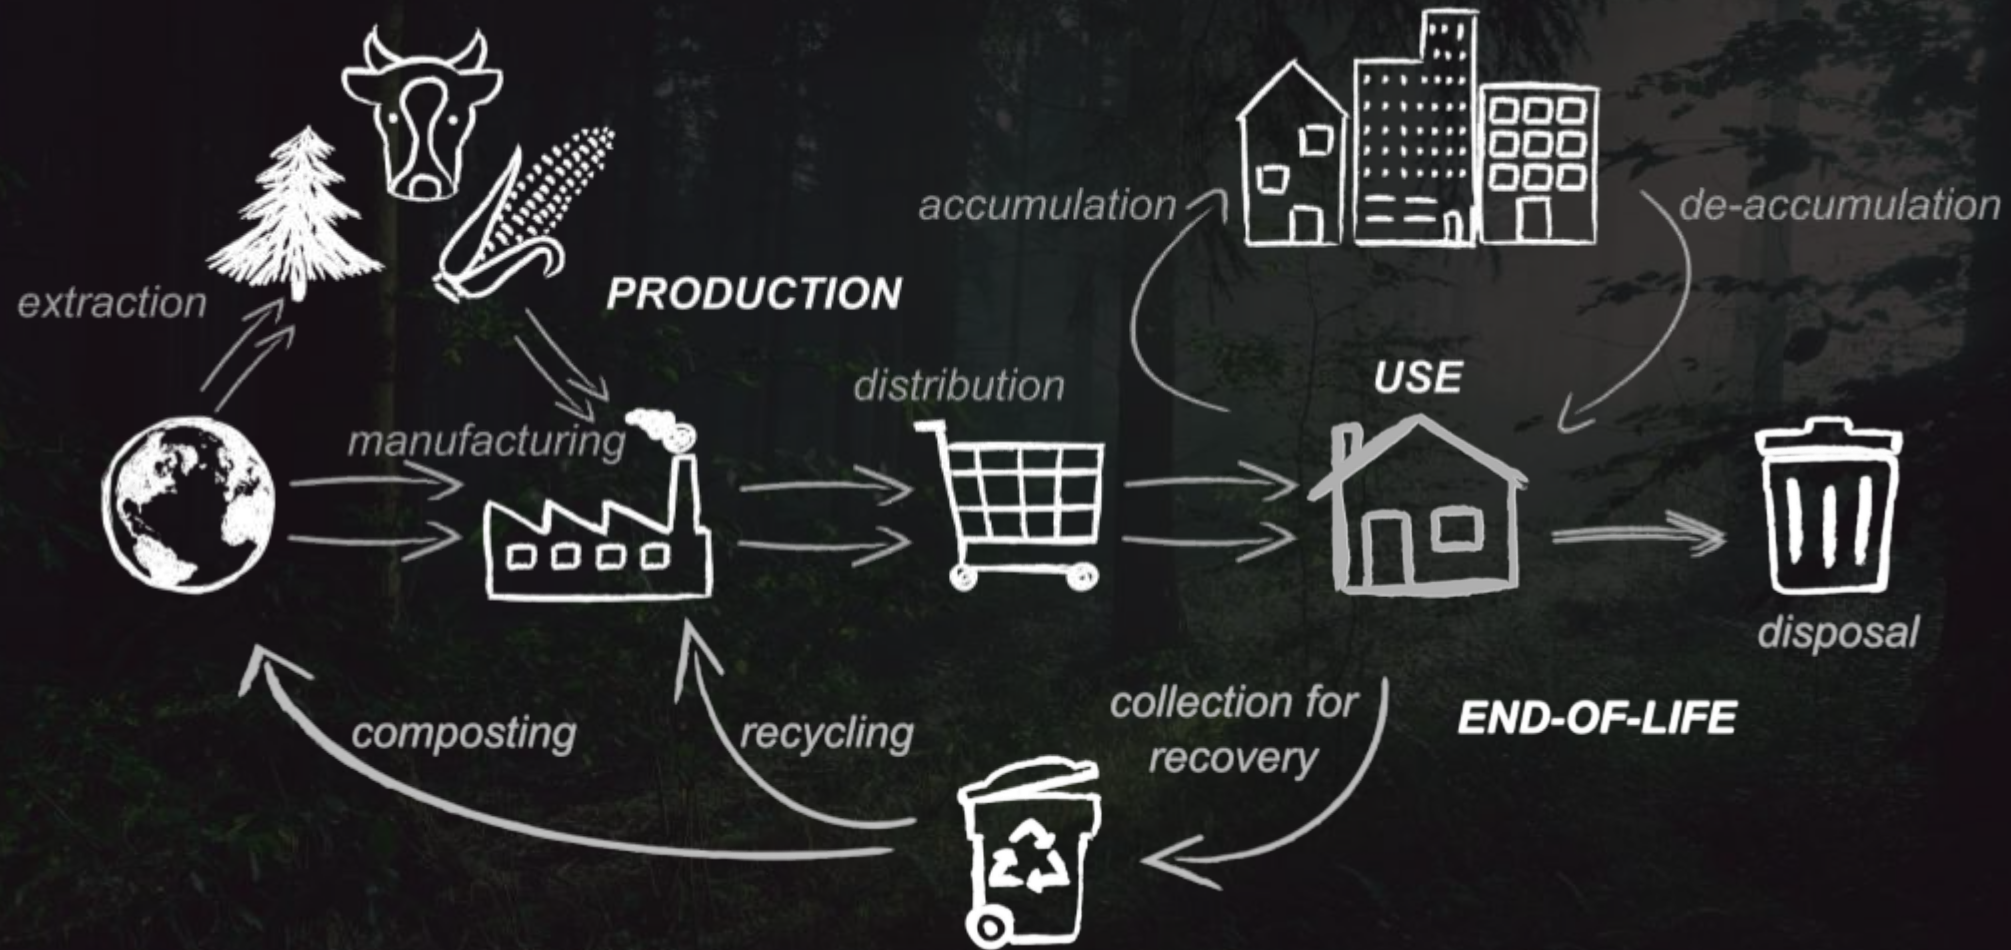 accumulation
de-accumulation
extraction
PRODUCTION
USE
distribution
manufacturing
disposal
collection for
recovery
END-OF-LIFE
composting
recycling